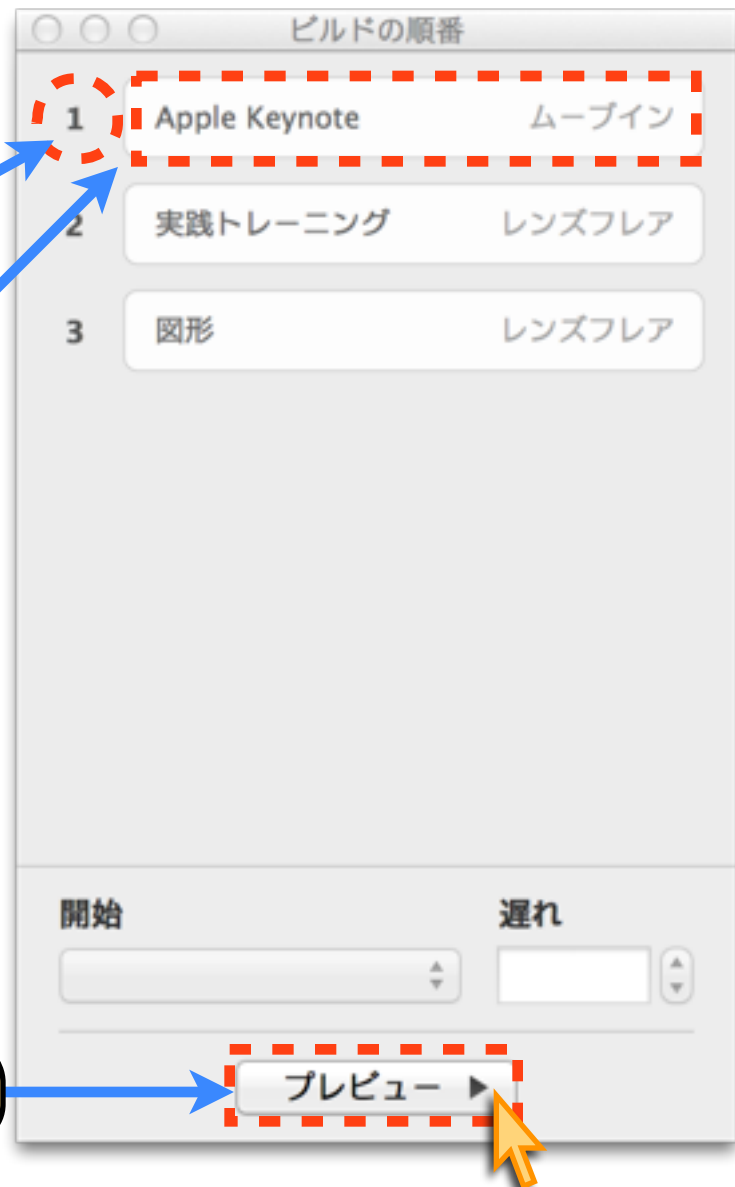 ビルドの順番
1 Apple Keynote ムーブイン
2 実践トレーニング レンズフレア
3 図形 レンズフレア
開始 遅れ
プレビュー